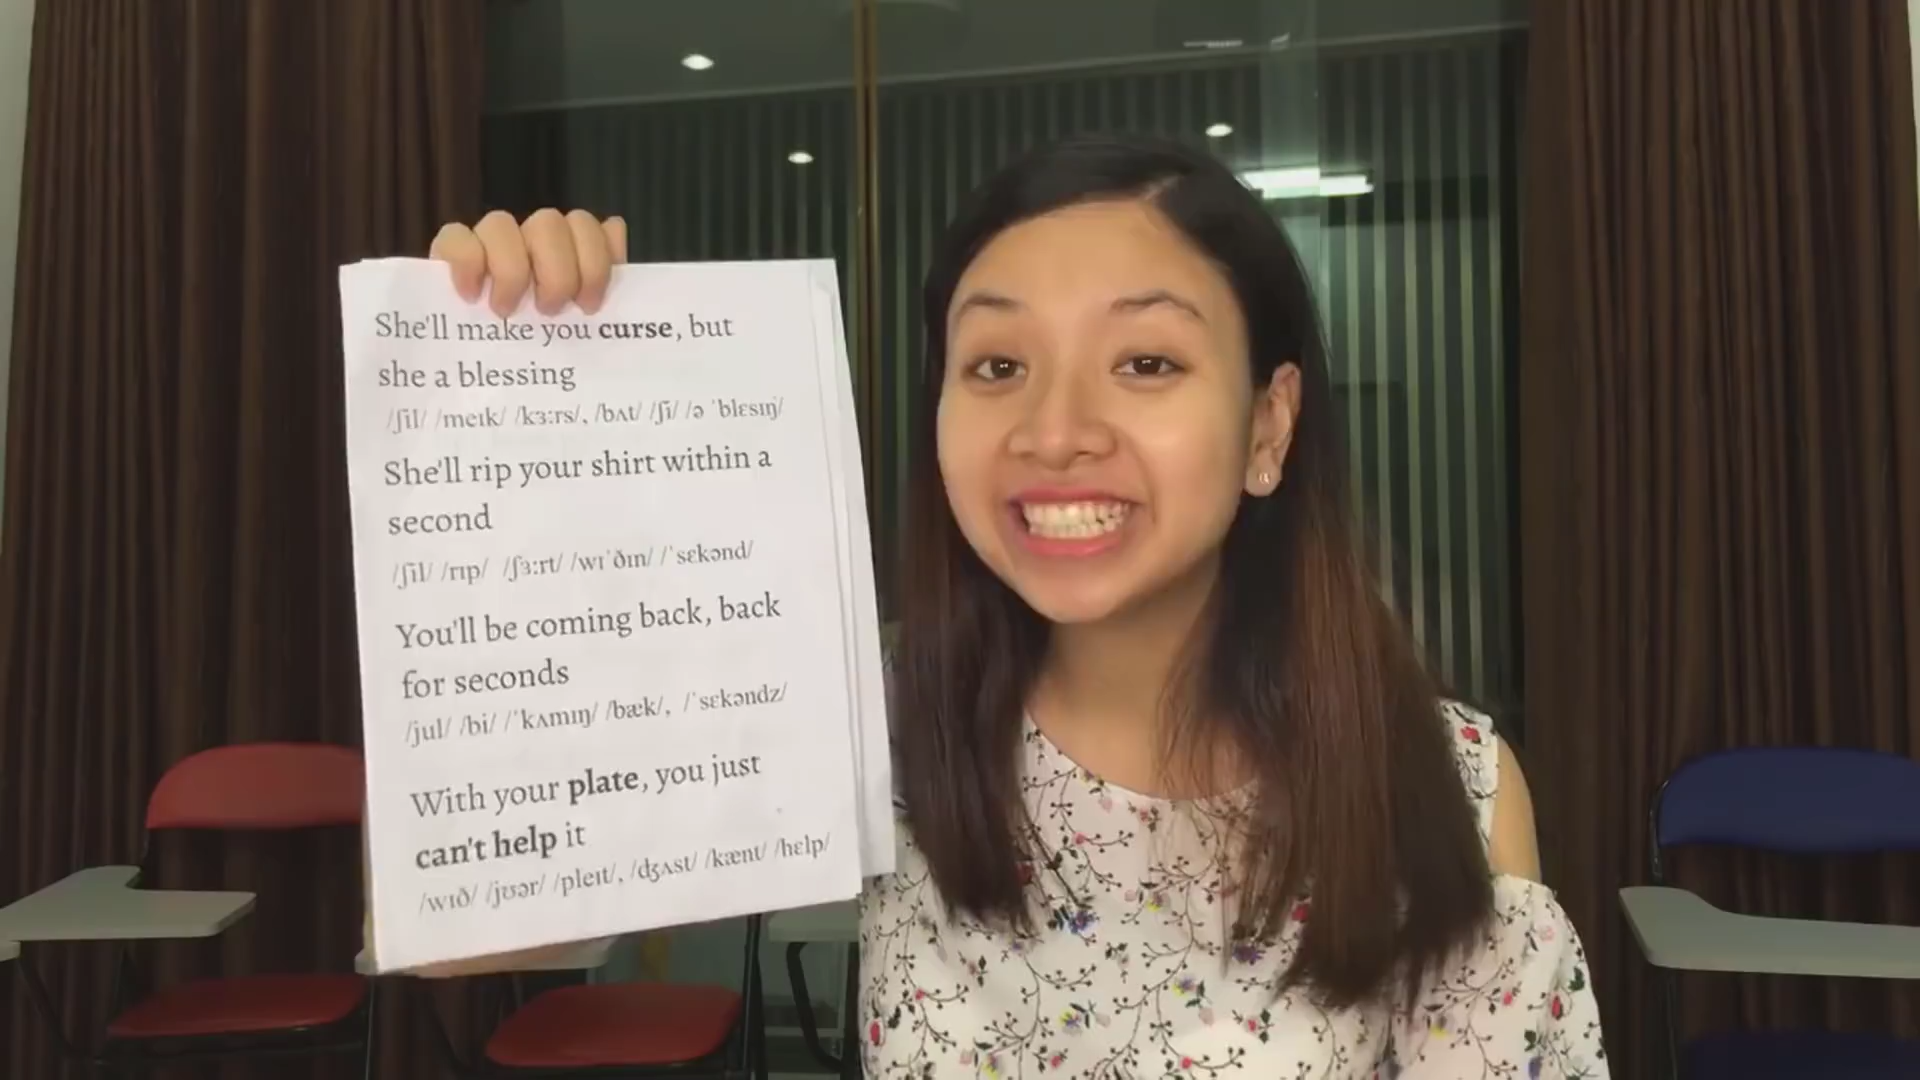 She'll make you curse, but
she a blessing
/ʃil/ /meɪk/ /kɜːrs/, /bʌt/ /ʃi/ /ə ˈblɛsɪŋ/
She'll rip your shirt within a
second
/ʃil/ /rɪp/ /ʃɜːrt/ /wɪˈðɪn/ /ˈsɛkənd/
You'll be coming back, back
for seconds
/jul/ /bi/ /ˈkʌmɪŋ/ /bæk/, /ˈsɛkəndz/
With your plate, you just
can't help it
/wɪð/ /jʊər/ /pleɪt/, /ʤʌst/ /kænt/ /hɛlp/